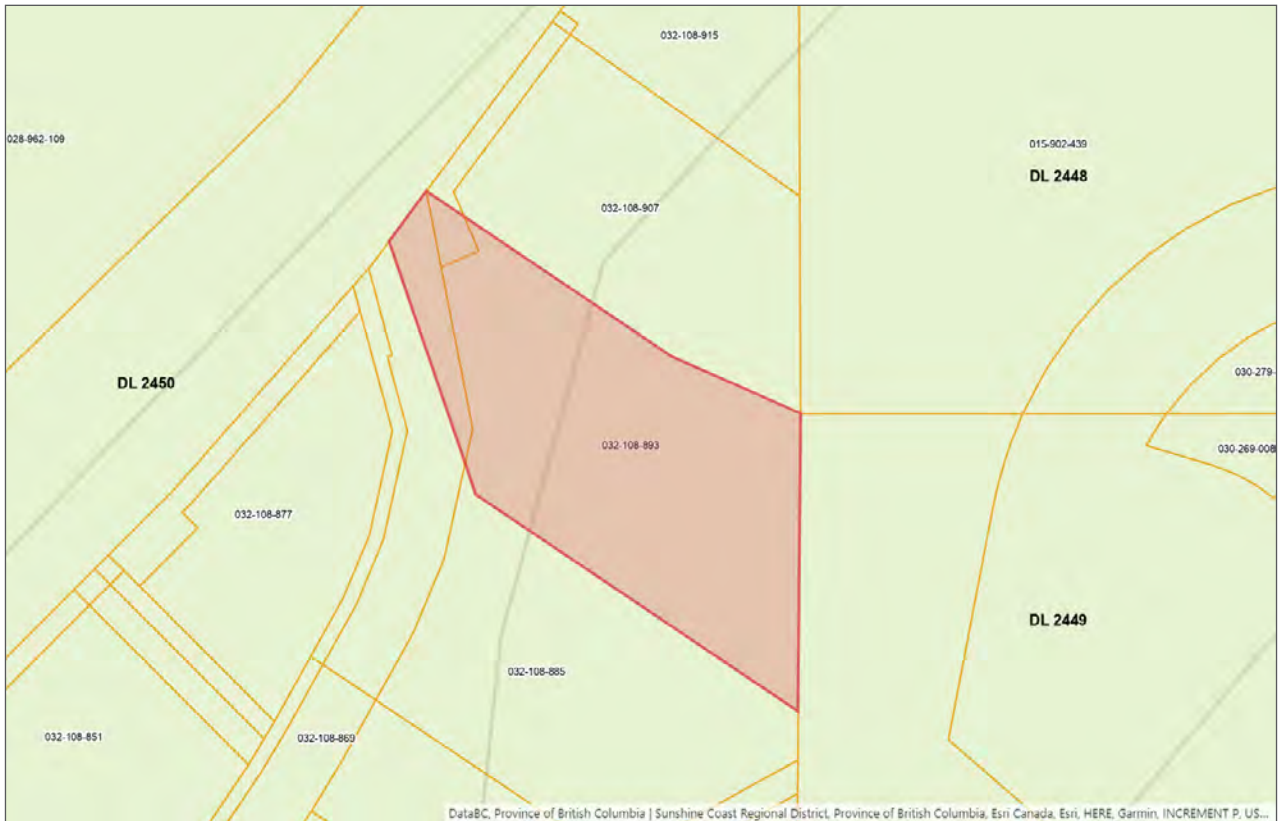 032-108-915
028-962-109
015-902-439
DL 2448
032-108-907
030-279-
DL 2450
032-108-893
030-269-008
032-108-877
DL 2449
032-108-885
032-108-851
032-108-869
DataBC, Province of British Columbia | Sunshine Coast Regional District, Province of British Columbia, Esri Canada, Esri, HERE, Garmin, INCREMENT P, US...